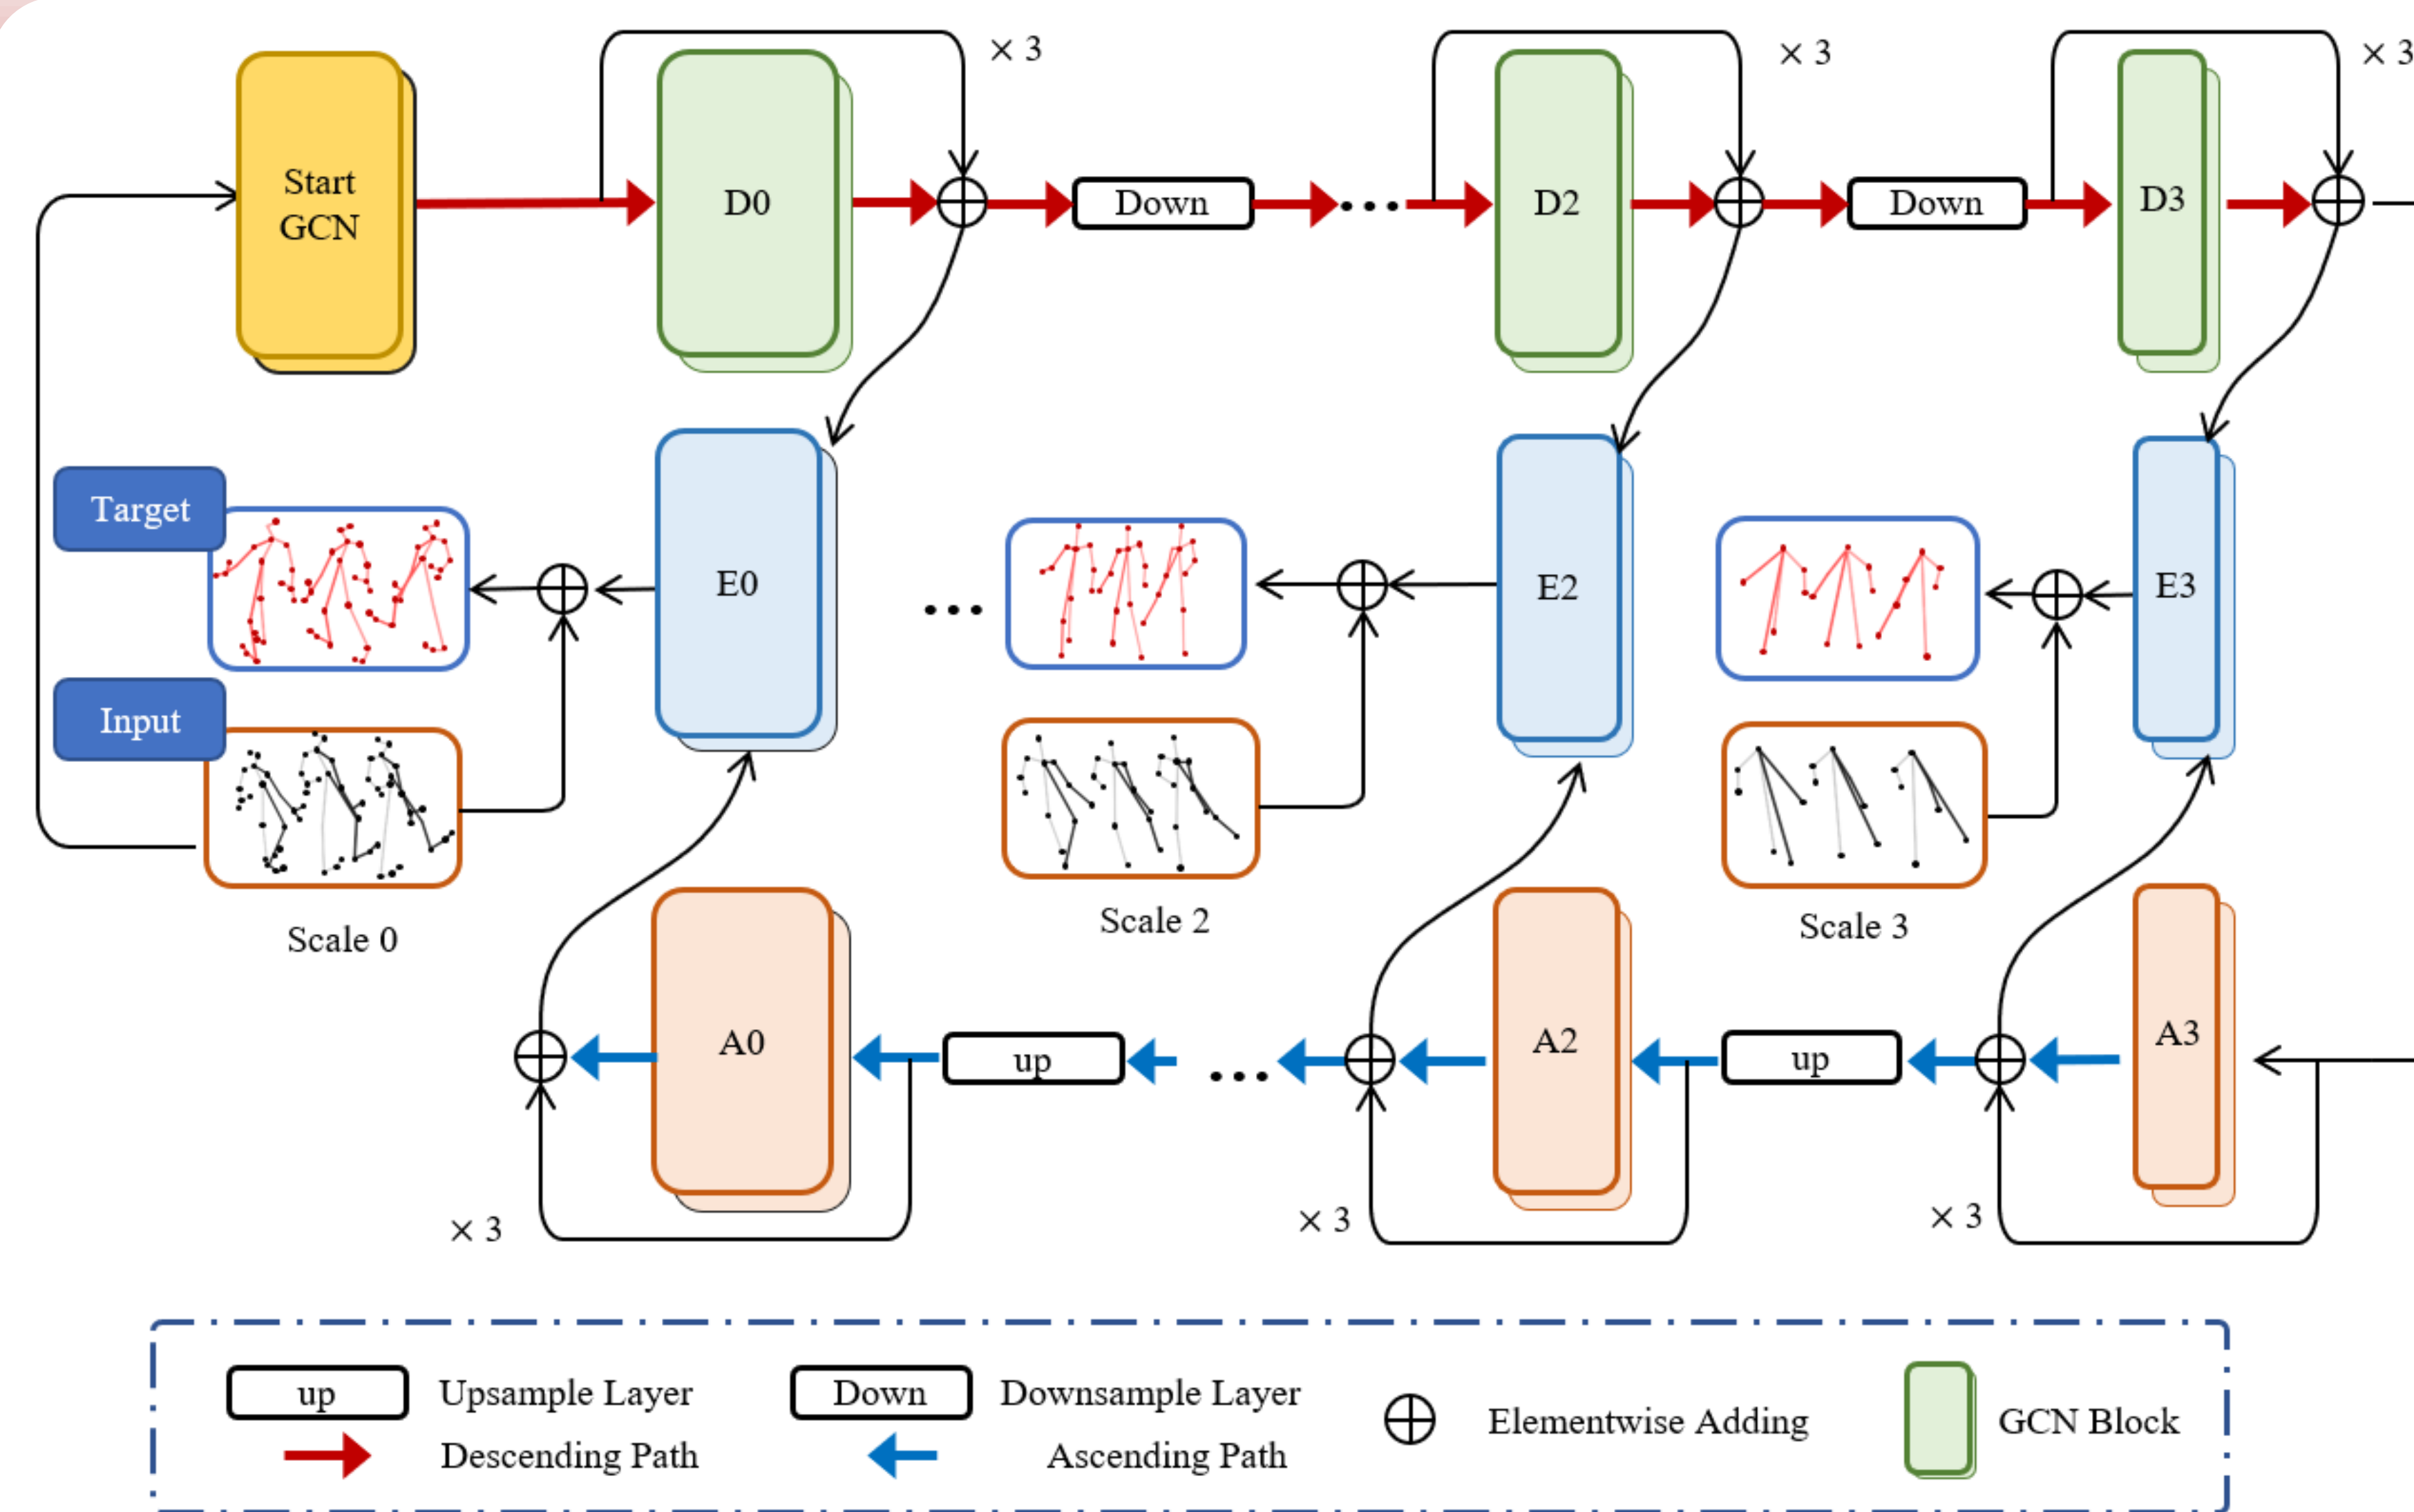 × 3
× 3
× 3
Start
GCN
D0
Down
D2
Down
D3
Target
E0
E2
E3
Input
Scale 0
Scale 2
Scale 3
A0
up
A2
up
A3
× 3
× 3
× 3
up
Upsample Layer
Down
Downsample Layer
Elementwise Adding
GCN Block
Descending Path
Ascending Path